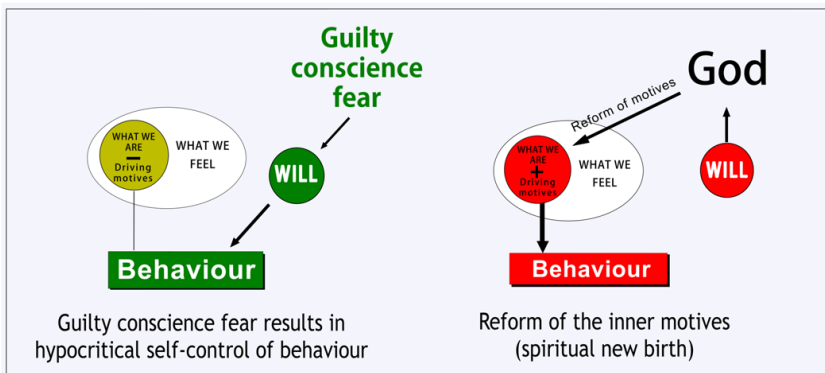 Guilty
conscience
fear
WHAT WE
ARE
–
Driving
motives
WHAT WE
FEEL
WILL
Behaviour
Guilty conscience fear results in
hypocritical self-control of behaviour
God
Reform of motives
WHAT WE
ARE
+
Driving
motives
WHAT WE
FEEL
WILL
Behaviour
Reform of the inner motives
(spiritual new birth)